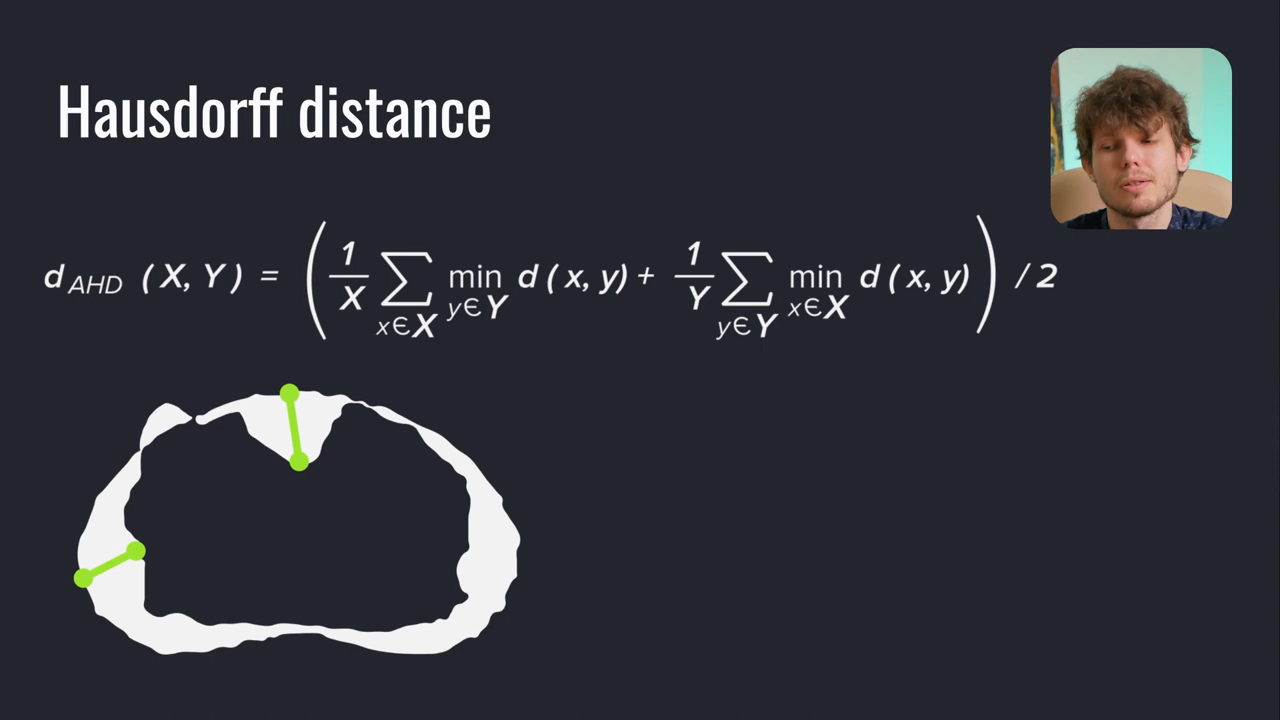 Hausdorff distance
d AHD ( X, Y ) = ( 1/X ∑ x∈X min y∈Y d ( x, y) + 1/Y ∑ y∈Y min x∈X d ( x, y) ) / 2